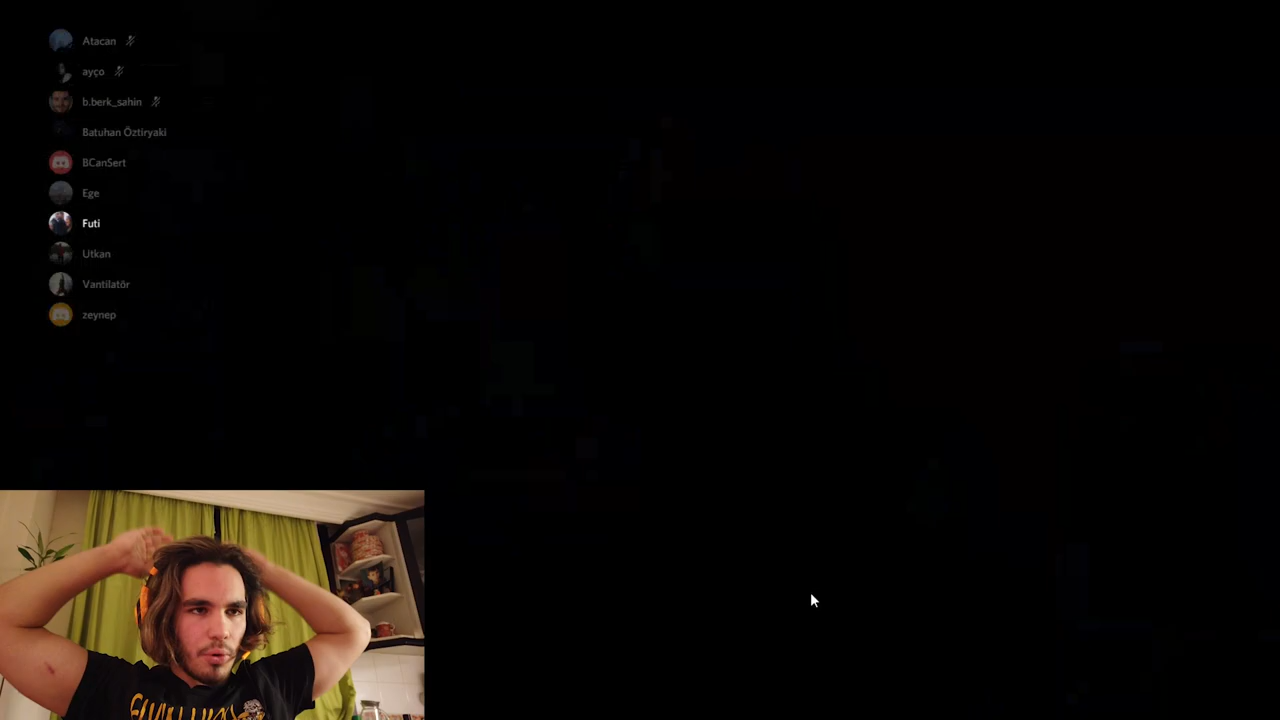 Atacan
ayço
b.berk_sahin
Batuhan Öztiryaki
BCanSert
Ege
Futi
Utkan
Vantilatör
zeynep